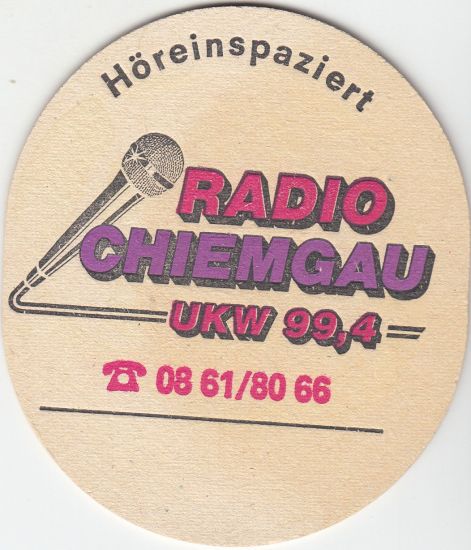 Höreinspaziert
RADIO
CHIEMGAU
UKW 99,4
☎ 08 61/80 66